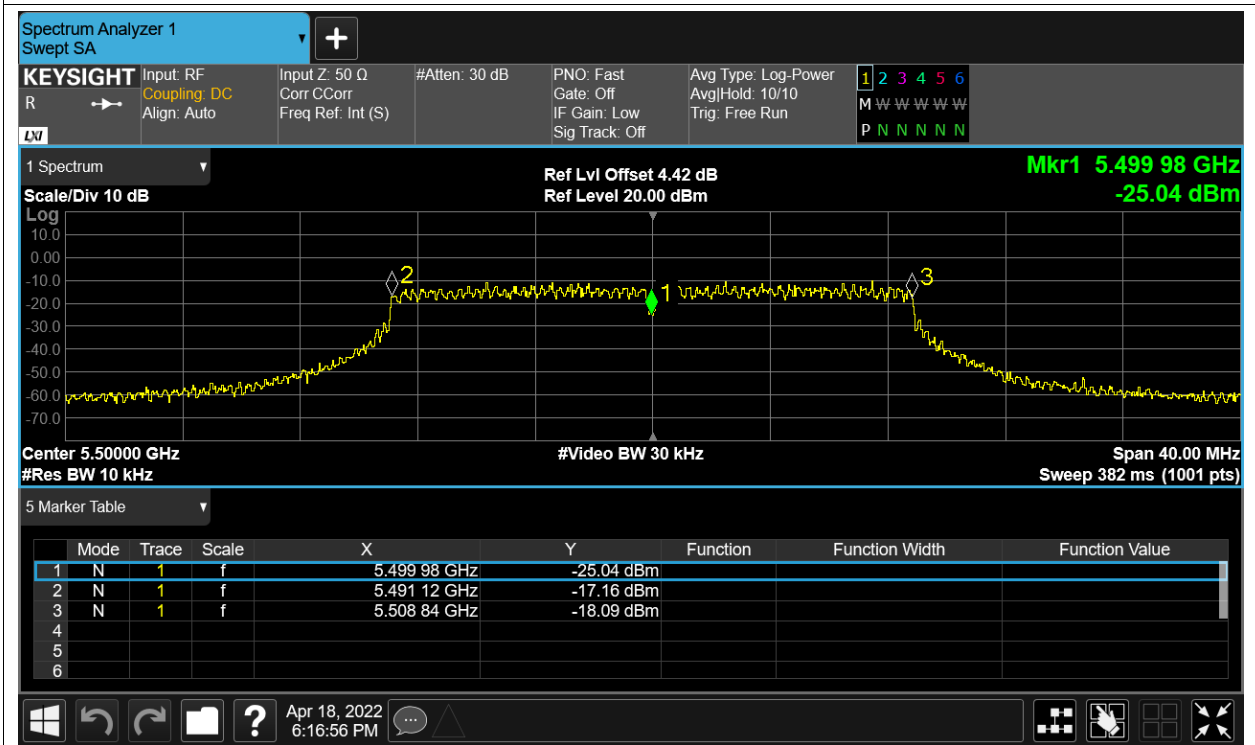 Spectrum Analyzer 1
Swept SA
KEYSIGHT Input: RF Input Z: 50 Ω #Atten: 30 dB PNO: Fast Avg Type: Log-Power 1 2 3 4 5 6
R Coupling: DC Corr CCorr Gate: Off Avg|Hold: 10/10 M W W W W W W
Align: Auto Freq Ref: Int (S) IF Gain: Low Trig: Free Run
LXI Sig Track: Off P N N N N N N
1 Spectrum Ref Lvl Offset 4.42 dB Mkr1 5.499 98 GHz
Scale/Div 10 dB Ref Level 20.00 dBm -25.04 dBm
Log
10.0
0.00
-10.0 2 3
-20.0 1
-30.0
-40.0
-50.0
-60.0
-70.0
Center 5.50000 GHz #Video BW 30 kHz Span 40.00 MHz
#Res BW 10 kHz Sweep 382 ms (1001 pts)
5 Marker Table
Mode Trace Scale X Y Function Function Width Function Value
1 N 1 f 5.499 98 GHz -25.04 dBm
2 N 1 f 5.491 12 GHz -17.16 dBm
3 N 1 f 5.508 84 GHz -18.09 dBm
4
5
6
? Apr 18, 2022
6:16:56 PM